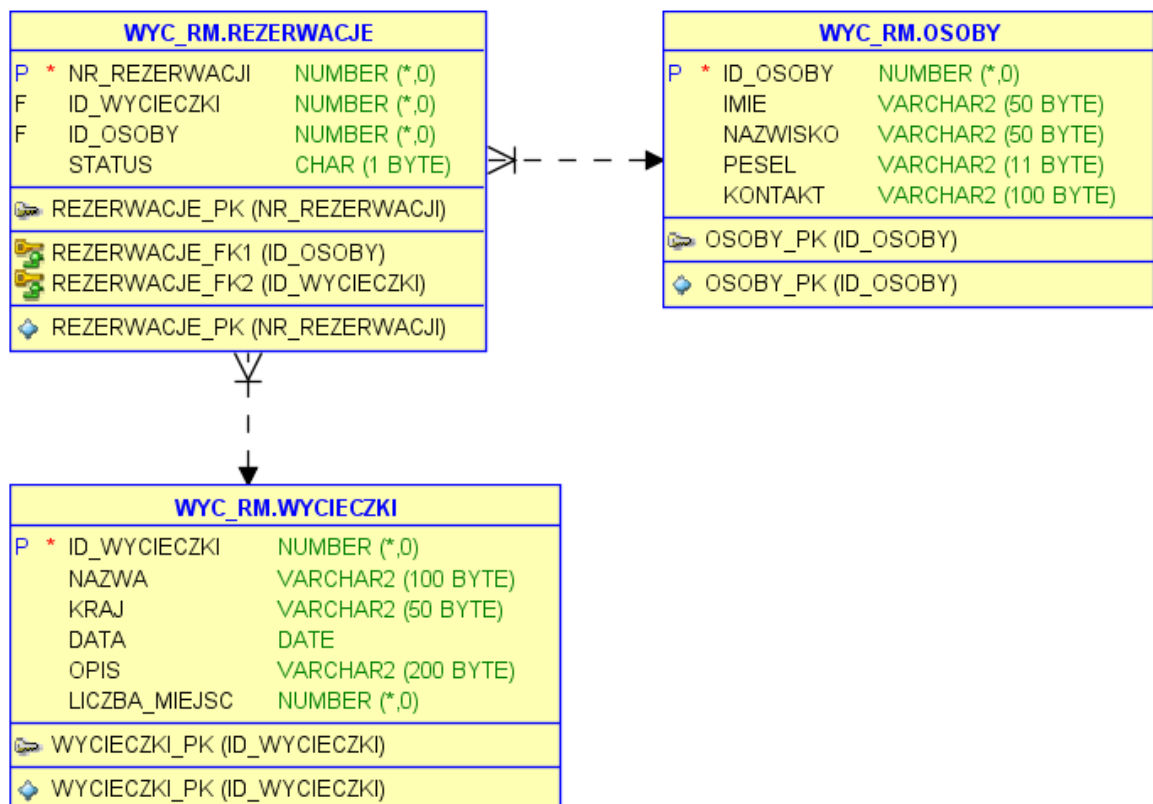 WYC_RM.REZERWACJE
P * NR_REZERWACJI NUMBER (*,0)
F ID_WYCIECZKI NUMBER (*,0)
F ID_OSOBY NUMBER (*,0)
STATUS CHAR (1 BYTE)
REZERWACJE_PK (NR_REZERWACJI)
REZERWACJE_FK1 (ID_OSOBY)
REZERWACJE_FK2 (ID_WYCIECZKI)
REZERWACJE_PK (NR_REZERWACJI)
WYC_RM.OSOBY
P * ID_OSOBY NUMBER (*,0)
IMIE VARCHAR2 (50 BYTE)
NAZWISKO VARCHAR2 (50 BYTE)
PESEL VARCHAR2 (11 BYTE)
KONTAKT VARCHAR2 (100 BYTE)
OSOBY_PK (ID_OSOBY)
OSOBY_PK (ID_OSOBY)
WYC_RM.WYCIECZKI
P * ID_WYCIECZKI NUMBER (*,0)
NAZWA VARCHAR2 (100 BYTE)
KRAJ VARCHAR2 (50 BYTE)
DATA DATE
OPIS VARCHAR2 (200 BYTE)
LICZBA_MIEJSC NUMBER (*,0)
WYCIECZKI_PK (ID_WYCIECZKI)
WYCIECZKI_PK (ID_WYCIECZKI)